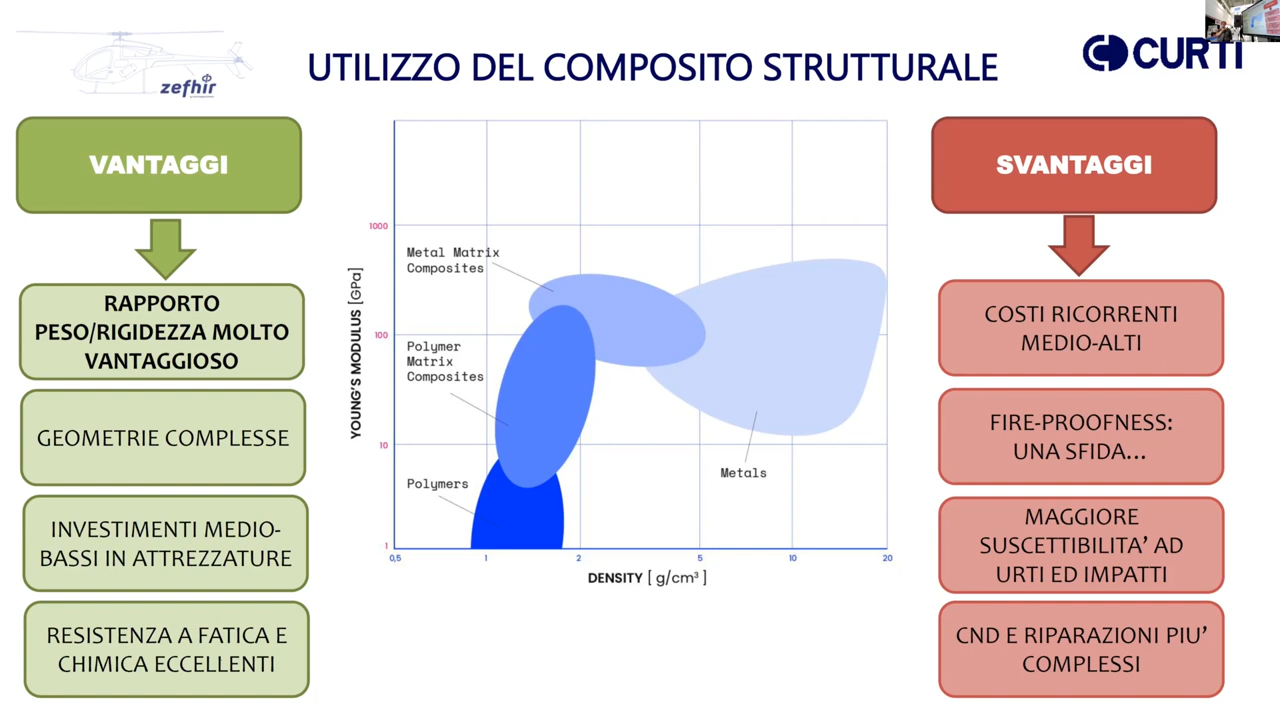 zefhir
UTILIZZO DEL COMPOSITO STRUTTURALE
CURTI
VANTAGGI
RAPPORTO
PESO/RIGIDEZZA MOLTO
VANTAGGIOSO
GEOMETRIE COMPLESSE
INVESTIMENTI MEDIO-
BASSI IN ATTREZZATURE
RESISTENZA A FATICA E
CHIMICA ECCELLENTI
YOUNG'S MODULUS [GPa]
1000
100
10
1
Metal Matrix
Composites
Polymer
Matrix
Composites
Polymers
Metals
0,5
1
2
5
10
20
DENSITY [ g/cm³ ]
SVANTAGGI
COSTI RICORRENTI
MEDIO-ALTI
FIRE-PROOFNESS:
UNA SFIDA...
MAGGIORE
SUSCETTIBILITA' AD
URTI ED IMPATTI
CND E RIPARAZIONI PIU'
COMPLESSI